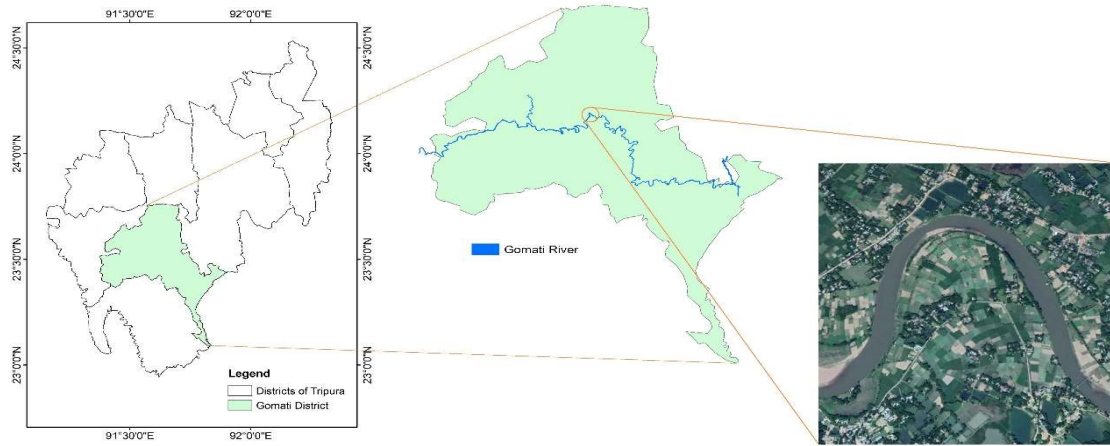 91°30'0"E 92°0'0"E
24°30'0"N
24°0'0"N
23°30'0"N
23°0'0"N
Legend
Districts of Tripura
Gomati District
91°30'0"E 92°0'0"E
Gomati River
24°30'0"N
24°0'0"N
23°30'0"N
23°0'0"N